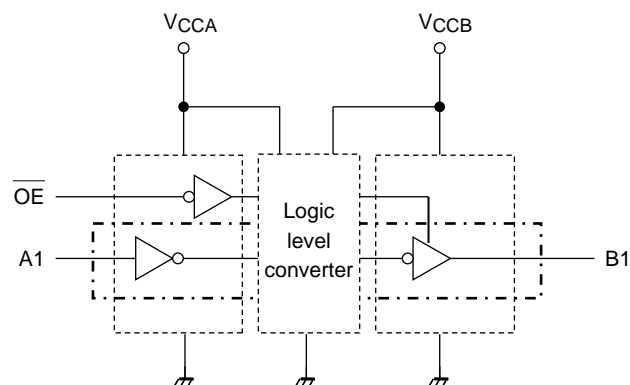 VCCA
VCCB
OE
A1
Logic
level
converter
B1